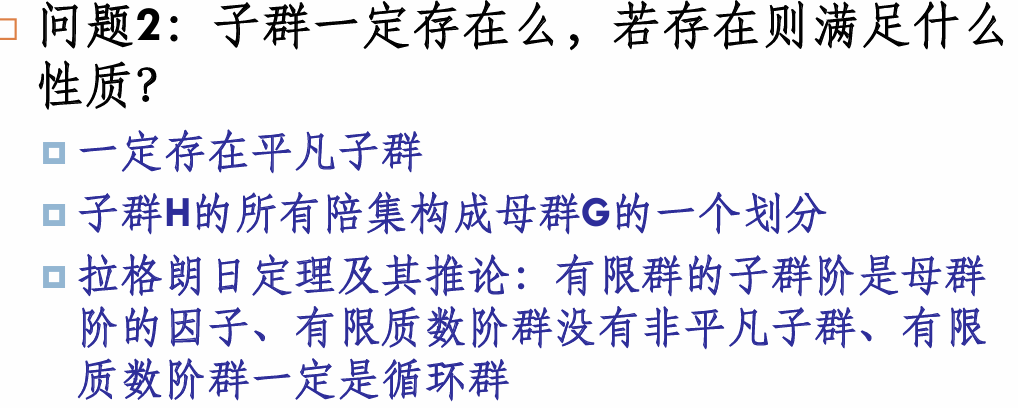 问题2：子群一定存在么，若存在则满足什么
性质？
一定存在平凡子群
子群H的所有陪集构成母群G的一个划分
拉格朗日定理及其推论：有限群的子群阶是母群
阶的因子、有限质数阶群没有非平凡子群、有限
质数阶群一定是循环群